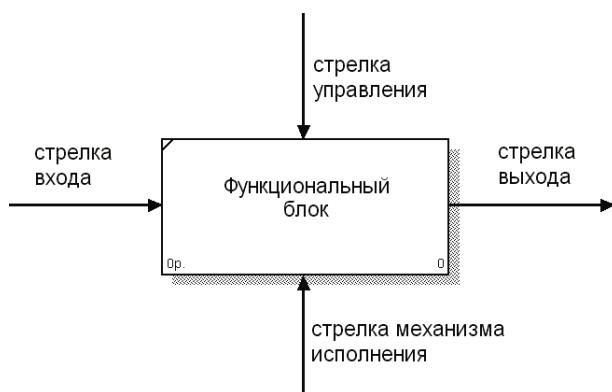 стрелка
управления
стрелка
входа
стрелка
выхода
Функциональный
блок
0р.
0
стрелка механизма
исполнения